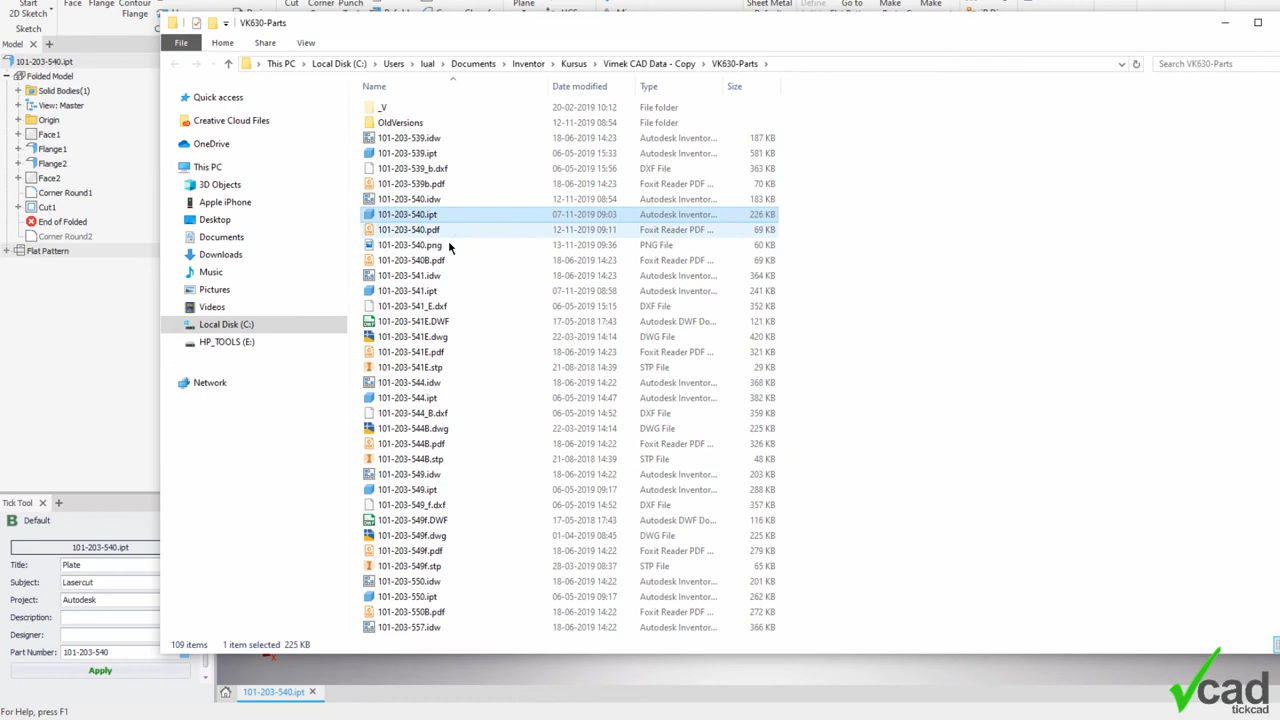 Start Face Flange Contour Cut Corner Punch Plane Sheet Metal Define Go to Make Make
2D Sketch Flange
Sketch
VK630-Parts
File Home Share View
This PC Local Disk (C:) Users lual Documents Inventor Kursus Vimek CAD Data - Copy VK630-Parts Search VK630-Parts
Model
101-203-540.ipt
Folded Model
Solid Bodies(1)
View: Master
Origin
Face1
Flange1
Flange2
Face2
Corner Round1
Cut1
End of Folded
Corner Round2
Flat Pattern
Quick access
Creative Cloud Files
OneDrive
This PC
3D Objects
Apple iPhone
Desktop
Documents
Downloads
Music
Pictures
Videos
Local Disk (C:)
HP_TOOLS (E:)
Network
Name Date modified Type Size
_V 20-02-2019 10:12 File folder
OldVersions 12-11-2019 08:54 File folder
101-203-539.idw 18-06-2019 14:23 Autodesk Inventor... 187 KB
101-203-539.ipt 06-05-2019 15:33 Autodesk Inventor... 581 KB
101-203-539_b.dxf 06-05-2019 15:56 DXF File 363 KB
101-203-539b.pdf 18-06-2019 14:23 Foxit Reader PDF ... 70 KB
101-203-540.idw 12-11-2019 08:54 Autodesk Inventor... 183 KB
101-203-540.ipt 07-11-2019 09:03 Autodesk Inventor... 226 KB
101-203-540.pdf 12-11-2019 09:11 Foxit Reader PDF ... 69 KB
101-203-540.png 13-11-2019 09:36 PNG File 60 KB
101-203-540B.pdf 18-06-2019 14:23 Foxit Reader PDF ... 69 KB
101-203-541.idw 18-06-2019 14:23 Autodesk Inventor... 364 KB
101-203-541.ipt 07-11-2019 08:58 Autodesk Inventor... 241 KB
101-203-541_E.dxf 06-05-2019 15:15 DXF File 352 KB
101-203-541E.DWF 17-05-2018 17:43 Autodesk DWF Do... 121 KB
101-203-541E.dwg 22-03-2019 14:14 DWG File 420 KB
101-203-541E.pdf 18-06-2019 14:23 Foxit Reader PDF ... 321 KB
101-203-541E.stp 21-08-2018 14:39 STP File 29 KB
101-203-544.idw 18-06-2019 14:22 Autodesk Inventor... 368 KB
101-203-544.ipt 06-05-2019 14:47 Autodesk Inventor... 382 KB
101-203-544_B.dxf 06-05-2019 14:52 DXF File 359 KB
101-203-544B.dwg 22-03-2019 14:14 DWG File 225 KB
101-203-544B.pdf 18-06-2019 14:22 Foxit Reader PDF ... 326 KB
101-203-544B.stp 21-08-2018 14:39 STP File 48 KB
101-203-549.idw 18-06-2019 14:22 Autodesk Inventor... 203 KB
101-203-549.ipt 06-05-2019 09:17 Autodesk Inventor... 288 KB
101-203-549_f.dxf 06-05-2019 14:52 DXF File 357 KB
101-203-549f.DWF 17-05-2018 17:43 Autodesk DWF Do... 116 KB
101-203-549f.dwg 01-04-2019 08:45 DWG File 225 KB
101-203-549f.pdf 18-06-2019 14:22 Foxit Reader PDF ... 279 KB
101-203-549f.stp 28-03-2019 08:37 STP File 65 KB
101-203-550.idw 18-06-2019 14:22 Autodesk Inventor... 201 KB
101-203-550.ipt 06-05-2019 09:17 Autodesk Inventor... 262 KB
101-203-550B.pdf 18-06-2019 14:22 Foxit Reader PDF ... 272 KB
101-203-557.idw 18-06-2019 14:22 Autodesk Inventor... 366 KB
109 items 1 item selected 225 KB
Tick Tool
Default
101-203-540.ipt
Title: Plate
Subject: Lasercut
Project: Autodesk
Description:
Designer:
Part Number: 101-203-540
Apply
101-203-540.ipt
For Help, press F1
cad
tickcad